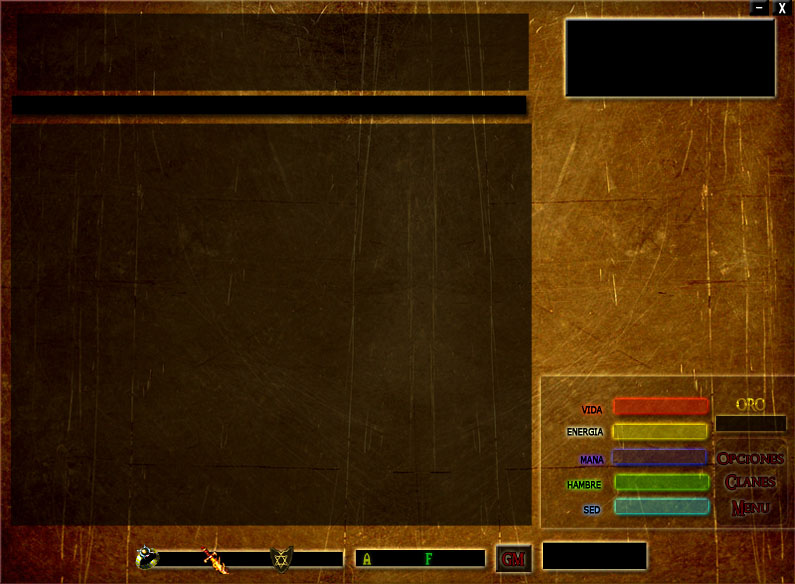 X
VIDA
ORO
ENERGIA
MANA
OPCIONES
HAMBRE
CLANES
SED
MENU
A F
GM